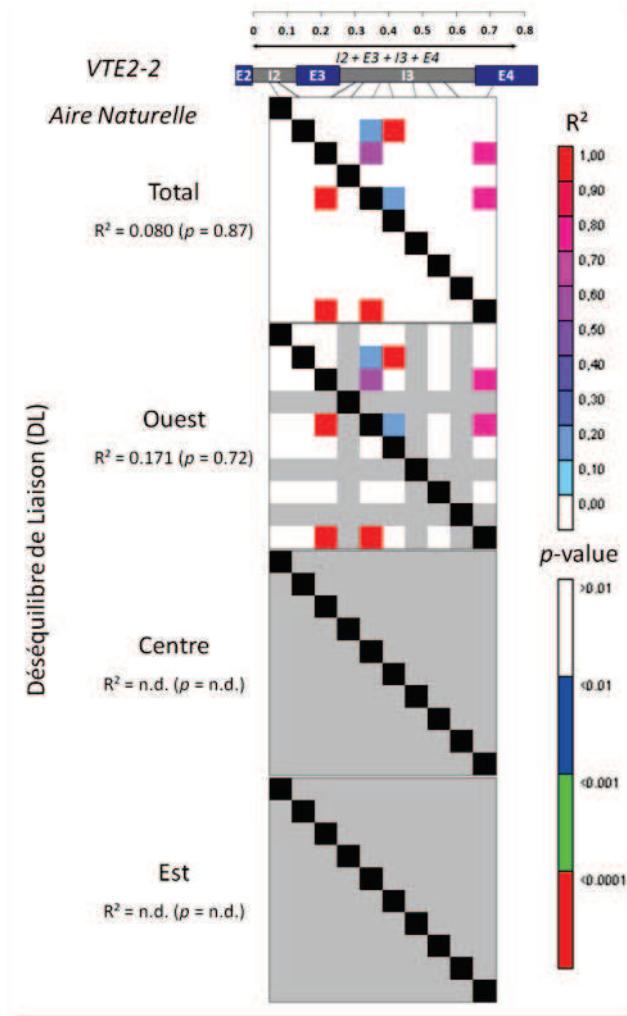 0 0.1 0.2 0.3 0.4 0.5 0.6 0.7 0.8
I2 + E3 + I3 + E4
VTE2-2
E2 I2 E3 I3 E4
Aire Naturelle
R²
1,00
0,90
0,80
0,70
0,60
0,50
0,40
0,30
0,20
0,10
0,00
Total
R² = 0.080 (p = 0.87)
Déséquilibre de Liaison (DL)
Ouest
R² = 0.171 (p = 0.72)
p-value
>0.01
<0.01
<0.001
<0.0001
Centre
R² = n.d. (p = n.d.)
Est
R² = n.d. (p = n.d.)